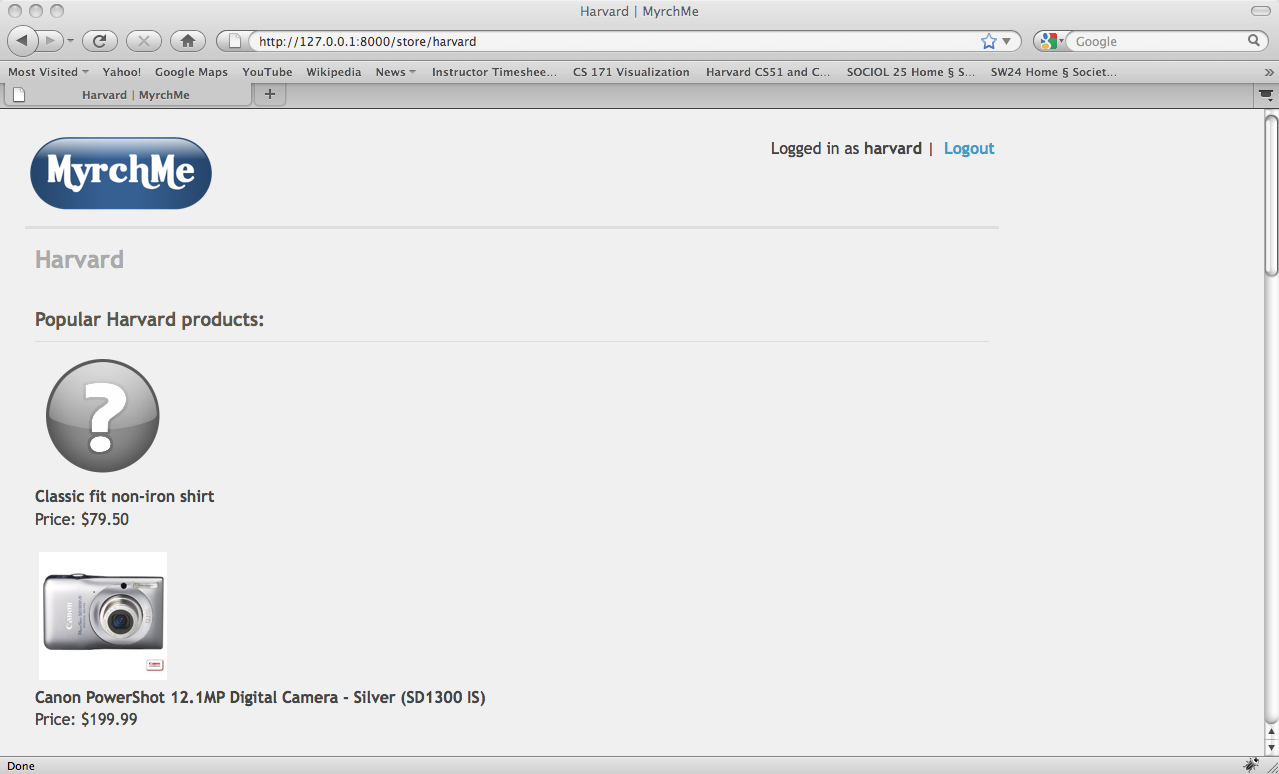 Harvard | MyrchMe
http://127.0.0.1:8000/store/harvard
Google
Most Visited Yahoo! Google Maps YouTube Wikipedia News Instructor Timeshee... CS 171 Visualization Harvard CS51 and C... SOCIOL 25 Home § S... SW24 Home § Societ... »
Harvard | MyrchMe +
MyrchMe
Logged in as harvard | Logout
Harvard
Popular Harvard products:
?
Classic fit non-iron shirt
Price: $79.50
Canon
Canon PowerShot 12.1MP Digital Camera - Silver (SD1300 IS)
Price: $199.99
Done